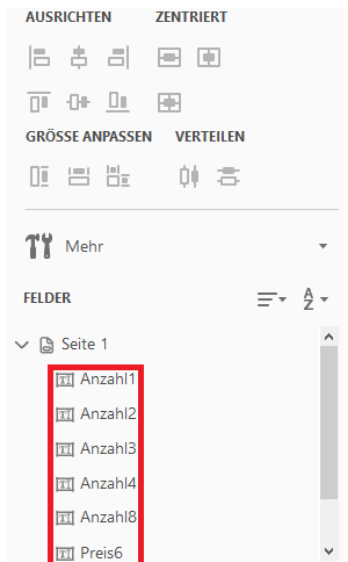 AUSRICHTEN ZENTRIERT
GRÖSSE ANPASSEN VERTEILEN
Mehr
FELDER
Seite 1
Anzahl1
Anzahl2
Anzahl3
Anzahl4
Anzahl8
Preis6